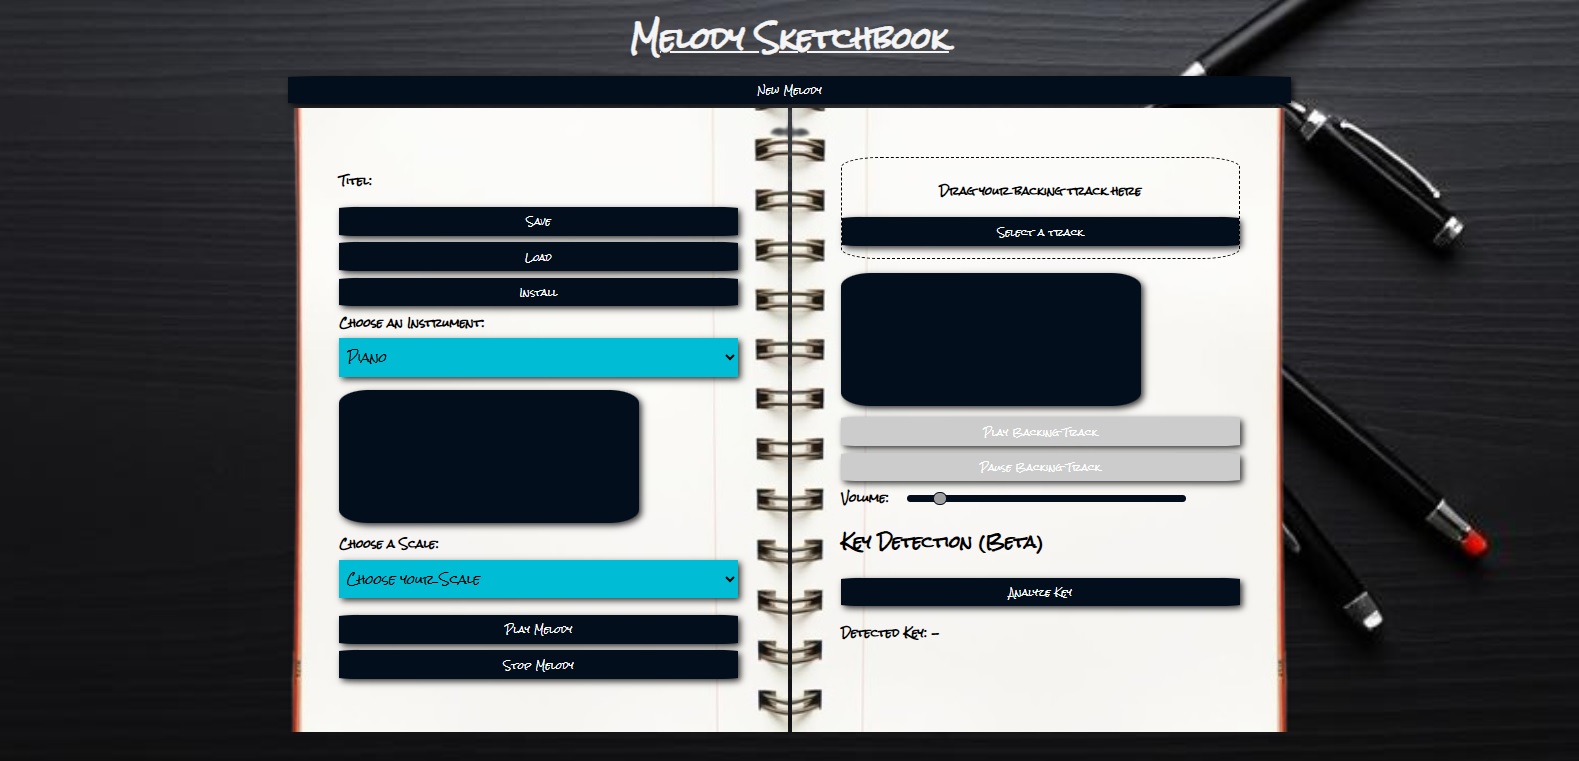 Melody Sketchbook
New Melody
Titel:
Save
Load
Install
Choose an Instrument:
Piano
Choose a Scale:
Choose your Scale
Play Melody
Stop Melody
Drag your backing track here
Select a track
Play Backing Track
Pause Backing Track
Volume:
Key Detection (Beta)
Analyze Key
Detected Key: –